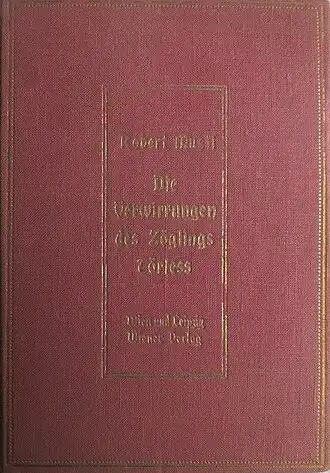 Robert Musil
Die
Verwirrungen
des Zöglings
Törless
Wien und Leipzig
Wiener Verlag